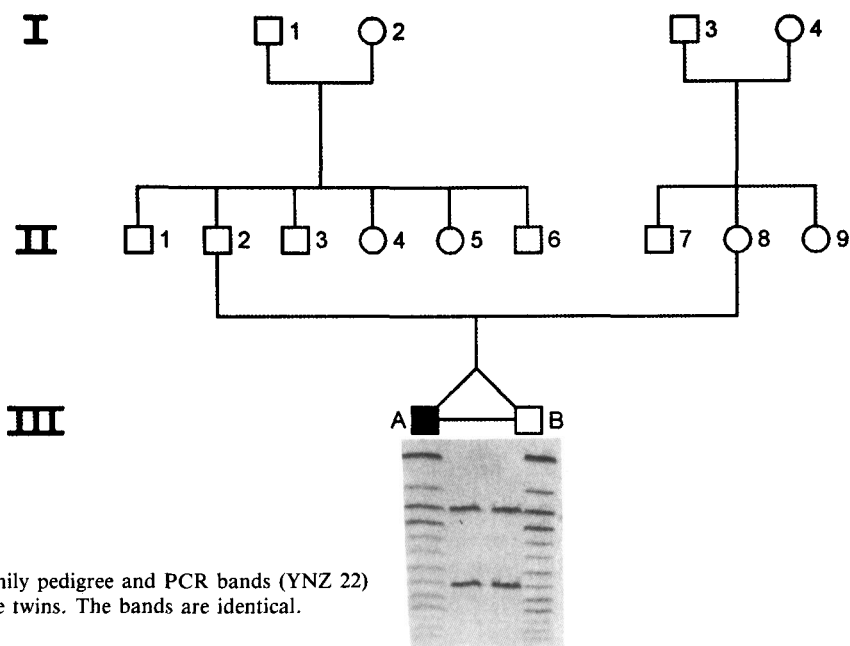 I
1
2
3
4
II
1
2
3
4
5
6
7
8
9
III
A
B
nily pedigree and PCR bands (YNZ 22)
e twins. The bands are identical.